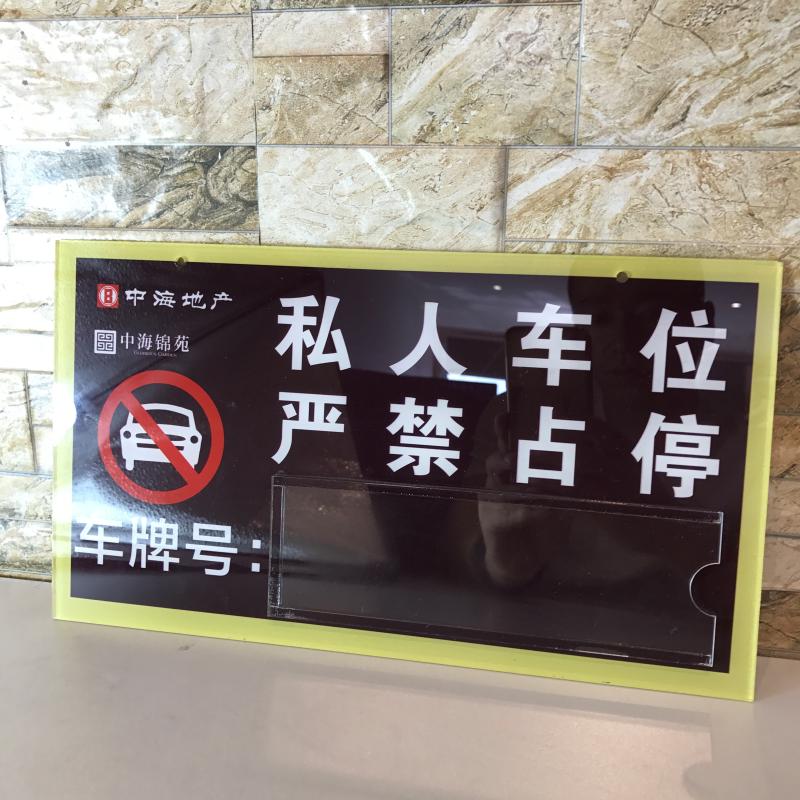 中海地产
中海锦苑
私人车位
严禁占停
车牌号：